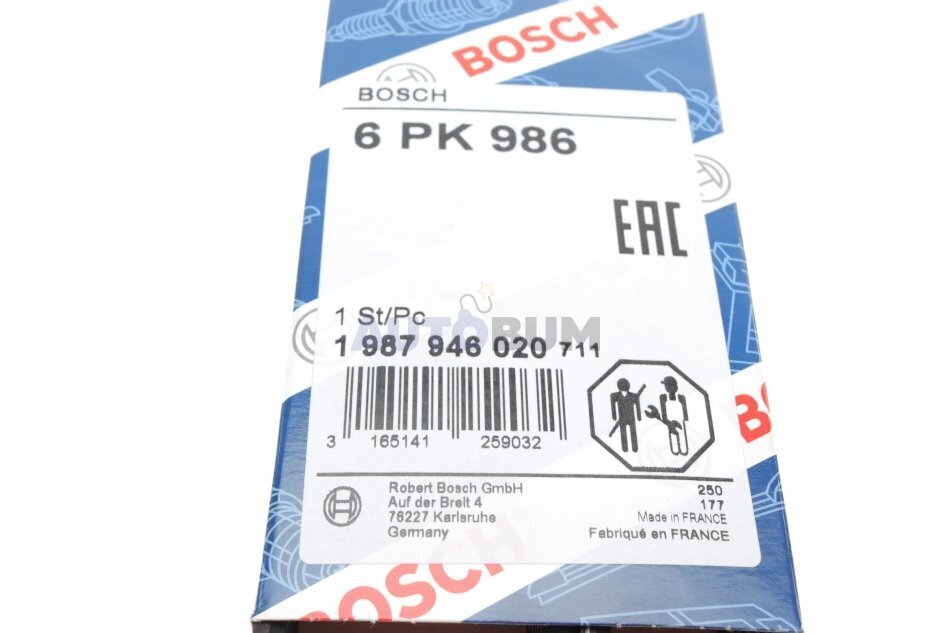 BOSCH
BOSCH
6 PK 986
EAC
1 St/Pc
AUTOBUM
1 987 946 020 711
3 165141 259032
Robert Bosch GmbH
Auf der Breit 4
76227 Karlsruhe
Germany
250
177
Made in FRANCE
Fabriqué en FRANCE
BO
BOSCH